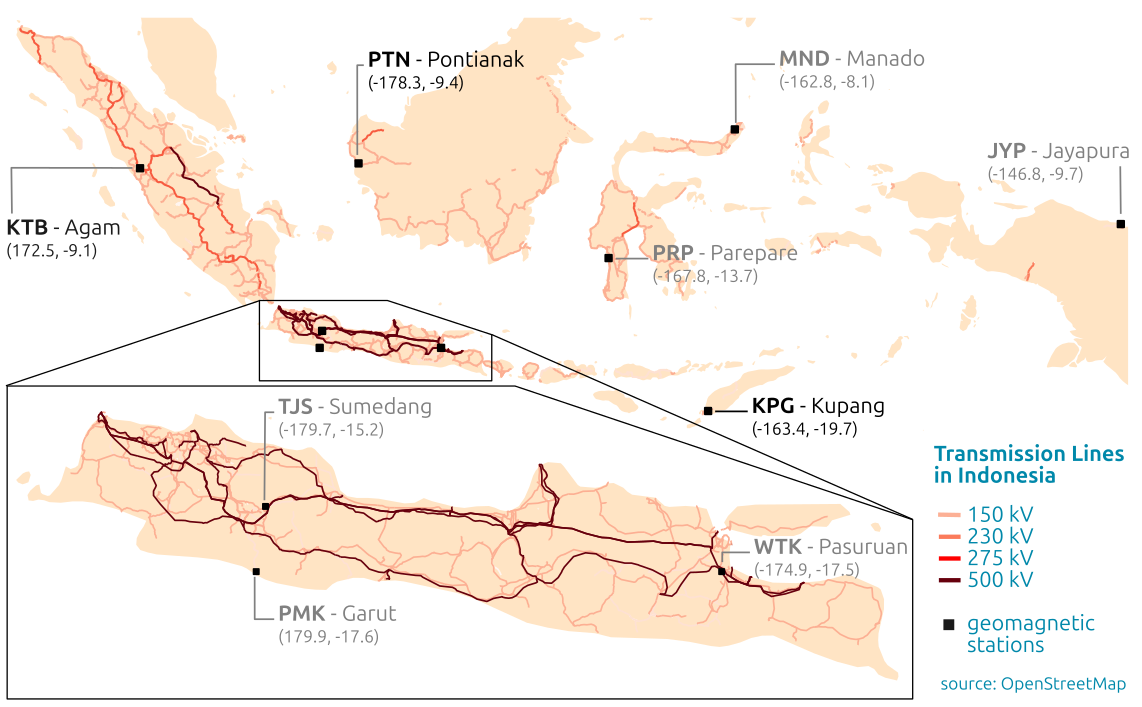 PTN - Pontianak
(-178.3, -9.4)
MND - Manado
(-162.8, -8.1)
JYP - Jayapura
(-146.8, -9.7)
KTB - Agam
(172.5, -9.1)
PRP - Parepare
(-167.8, -13.7)
TJS - Sumedang
(-179.7, -15.2)
KPG - Kupang
(-163.4, -19.7)
WTK - Pasuruan
(-174.9, -17.5)
PMK - Garut
(179.9, -17.6)
Transmission Lines
in Indonesia
150 kV
230 kV
275 kV
500 kV
geomagnetic
stations
source: OpenStreetMap